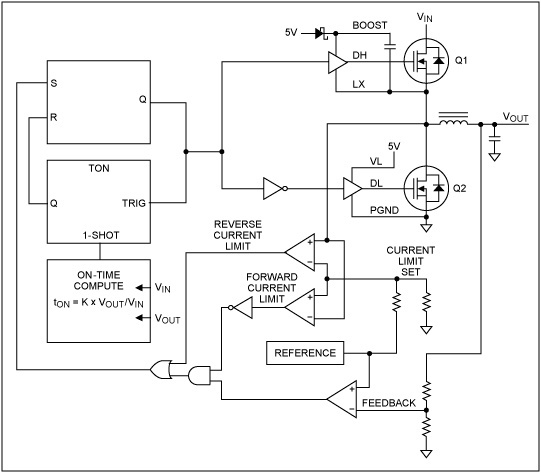 V_IN
5V
BOOST
DH
Q1
LX
S
Q
R
V_OUT
TON
5V
VL
DL
Q2
Q
TRIG
1-SHOT
PGND
REVERSE
CURRENT
LIMIT
+
−
CURRENT
LIMIT
SET
ON-TIME
COMPUTE
t_ON = K x V_OUT/V_IN
V_IN
V_OUT
FORWARD
CURRENT
LIMIT
+
−
REFERENCE
+
−
FEEDBACK